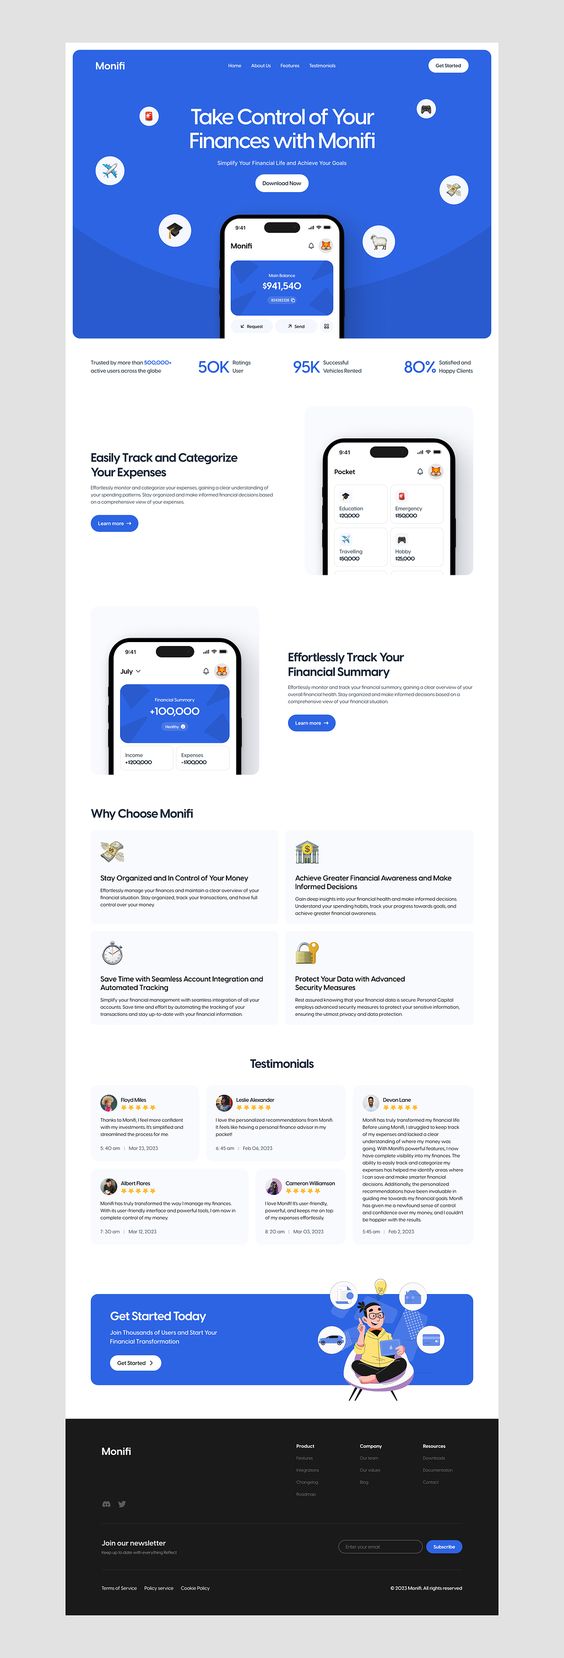 Monifi
Home About Us Features Testimonials
Get Started
Take Control of Your
Finances with Monifi
Simplify Your Financial Life and Achieve Your Goals
Download Now
9:41
Monifi
Main Balance
$941,540
Request Send
Trusted by more than 500,000+
active users across the globe
50K Ratings
User
95K Successful
Vehicles Rented
80% Satisfied and
Happy Clients
Easily Track and Categorize
Your Expenses
Effortlessly monitor and categorize your expenses, gaining a clear understanding of
your spending patterns. Stay organized and make informed financial decisions based
on a comprehensive view of your expenses.
Learn more
9:41
Pocket
Education
$20,000
Emergency
$150,000
Travelling
$50,000
Hobby
$25,000
9:41
July
Financial Summary
+100,000
Healthy
Income
+$200,000
Expenses
-$100,000
Effortlessly Track Your
Financial Summary
Effortlessly monitor and track your financial summary, gaining a clear overview of your
overall financial health. Stay organized and make informed decisions based on a
comprehensive view of your financial situation.
Learn more
Why Choose Monifi
Stay Organized and In Control of Your Money
Effortlessly manage your finances and maintain a clear overview of your
financial situation. Stay organized, track your transactions, and have full
control over your money
Achieve Greater Financial Awareness and Make
Informed Decisions
Gain deep insights into your financial health and make informed decisions.
Understand your spending habits, track your progress towards goals, and
achieve greater financial awareness.
Save Time with Seamless Account Integration and
Automated Tracking
Simplify your financial management with seamless integration of all your
accounts. Save time and effort by automating the tracking of your
transactions and stay up-to-date with your financial information.
Protect Your Data with Advanced
Security Measures
Rest assured knowing that your financial data is secure Personal Capital
employs advanced security measures to protect your sensitive information,
ensuring the utmost privacy and data protection.
Testimonials
Floyd Miles
Thanks to Monifi, I feel more confident
with my investments. It's simplified and
streamlined the process for me.
5:40 am | Mar 23, 2023
Leslie Alexander
I love the personalized recommendations from Monifi.
It feels like having a personal finance advisor in my
pocket!
6:45 am | Feb 06, 2023
Devon Lane
Monifi has truly transformed my financial life
Before using Monifi, I struggled to keep track
of my expenses and lacked a clear
understanding of where my money was
going. With Monifi's powerful features, I now
have complete visibility into my finances. The
ability to easily track and categorize my
expenses has helped me identify areas where
I can save and make smarter financial
decisions. Additionally, the personalized
recommendations have been invaluable in
guiding me towards my financial goals. Monifi
has given me a newfound sense of control
and confidence over my money, and I couldn't
be happier with the results.
5:45 am | Feb 2, 2023
Albert Flores
Monifi has truly transformed the way I manage my finances.
With its user-friendly interface and powerful tools, I am now in
complete control of my money.
7:30 am | Mar 12, 2023
Cameron Williamson
I love Monifi! It's user-friendly,
powerful, and keeps me on top
of my expenses effortlessly.
8:20 am | Mar 03, 2023
Get Started Today
Join Thousands of Users and Start Your
Financial Transformation
Get Started
Monifi
Product
Features
Integrations
Changelog
Roadmap
Company
Our team
Our values
Blog
Resources
Downloads
Documentation
Contact
Join our newsletter
Keep up to date with everything Reflect
Enter your email
Subscribe
Terms of Service Policy service Cookie Policy
© 2023 Monifi. All rights reserved